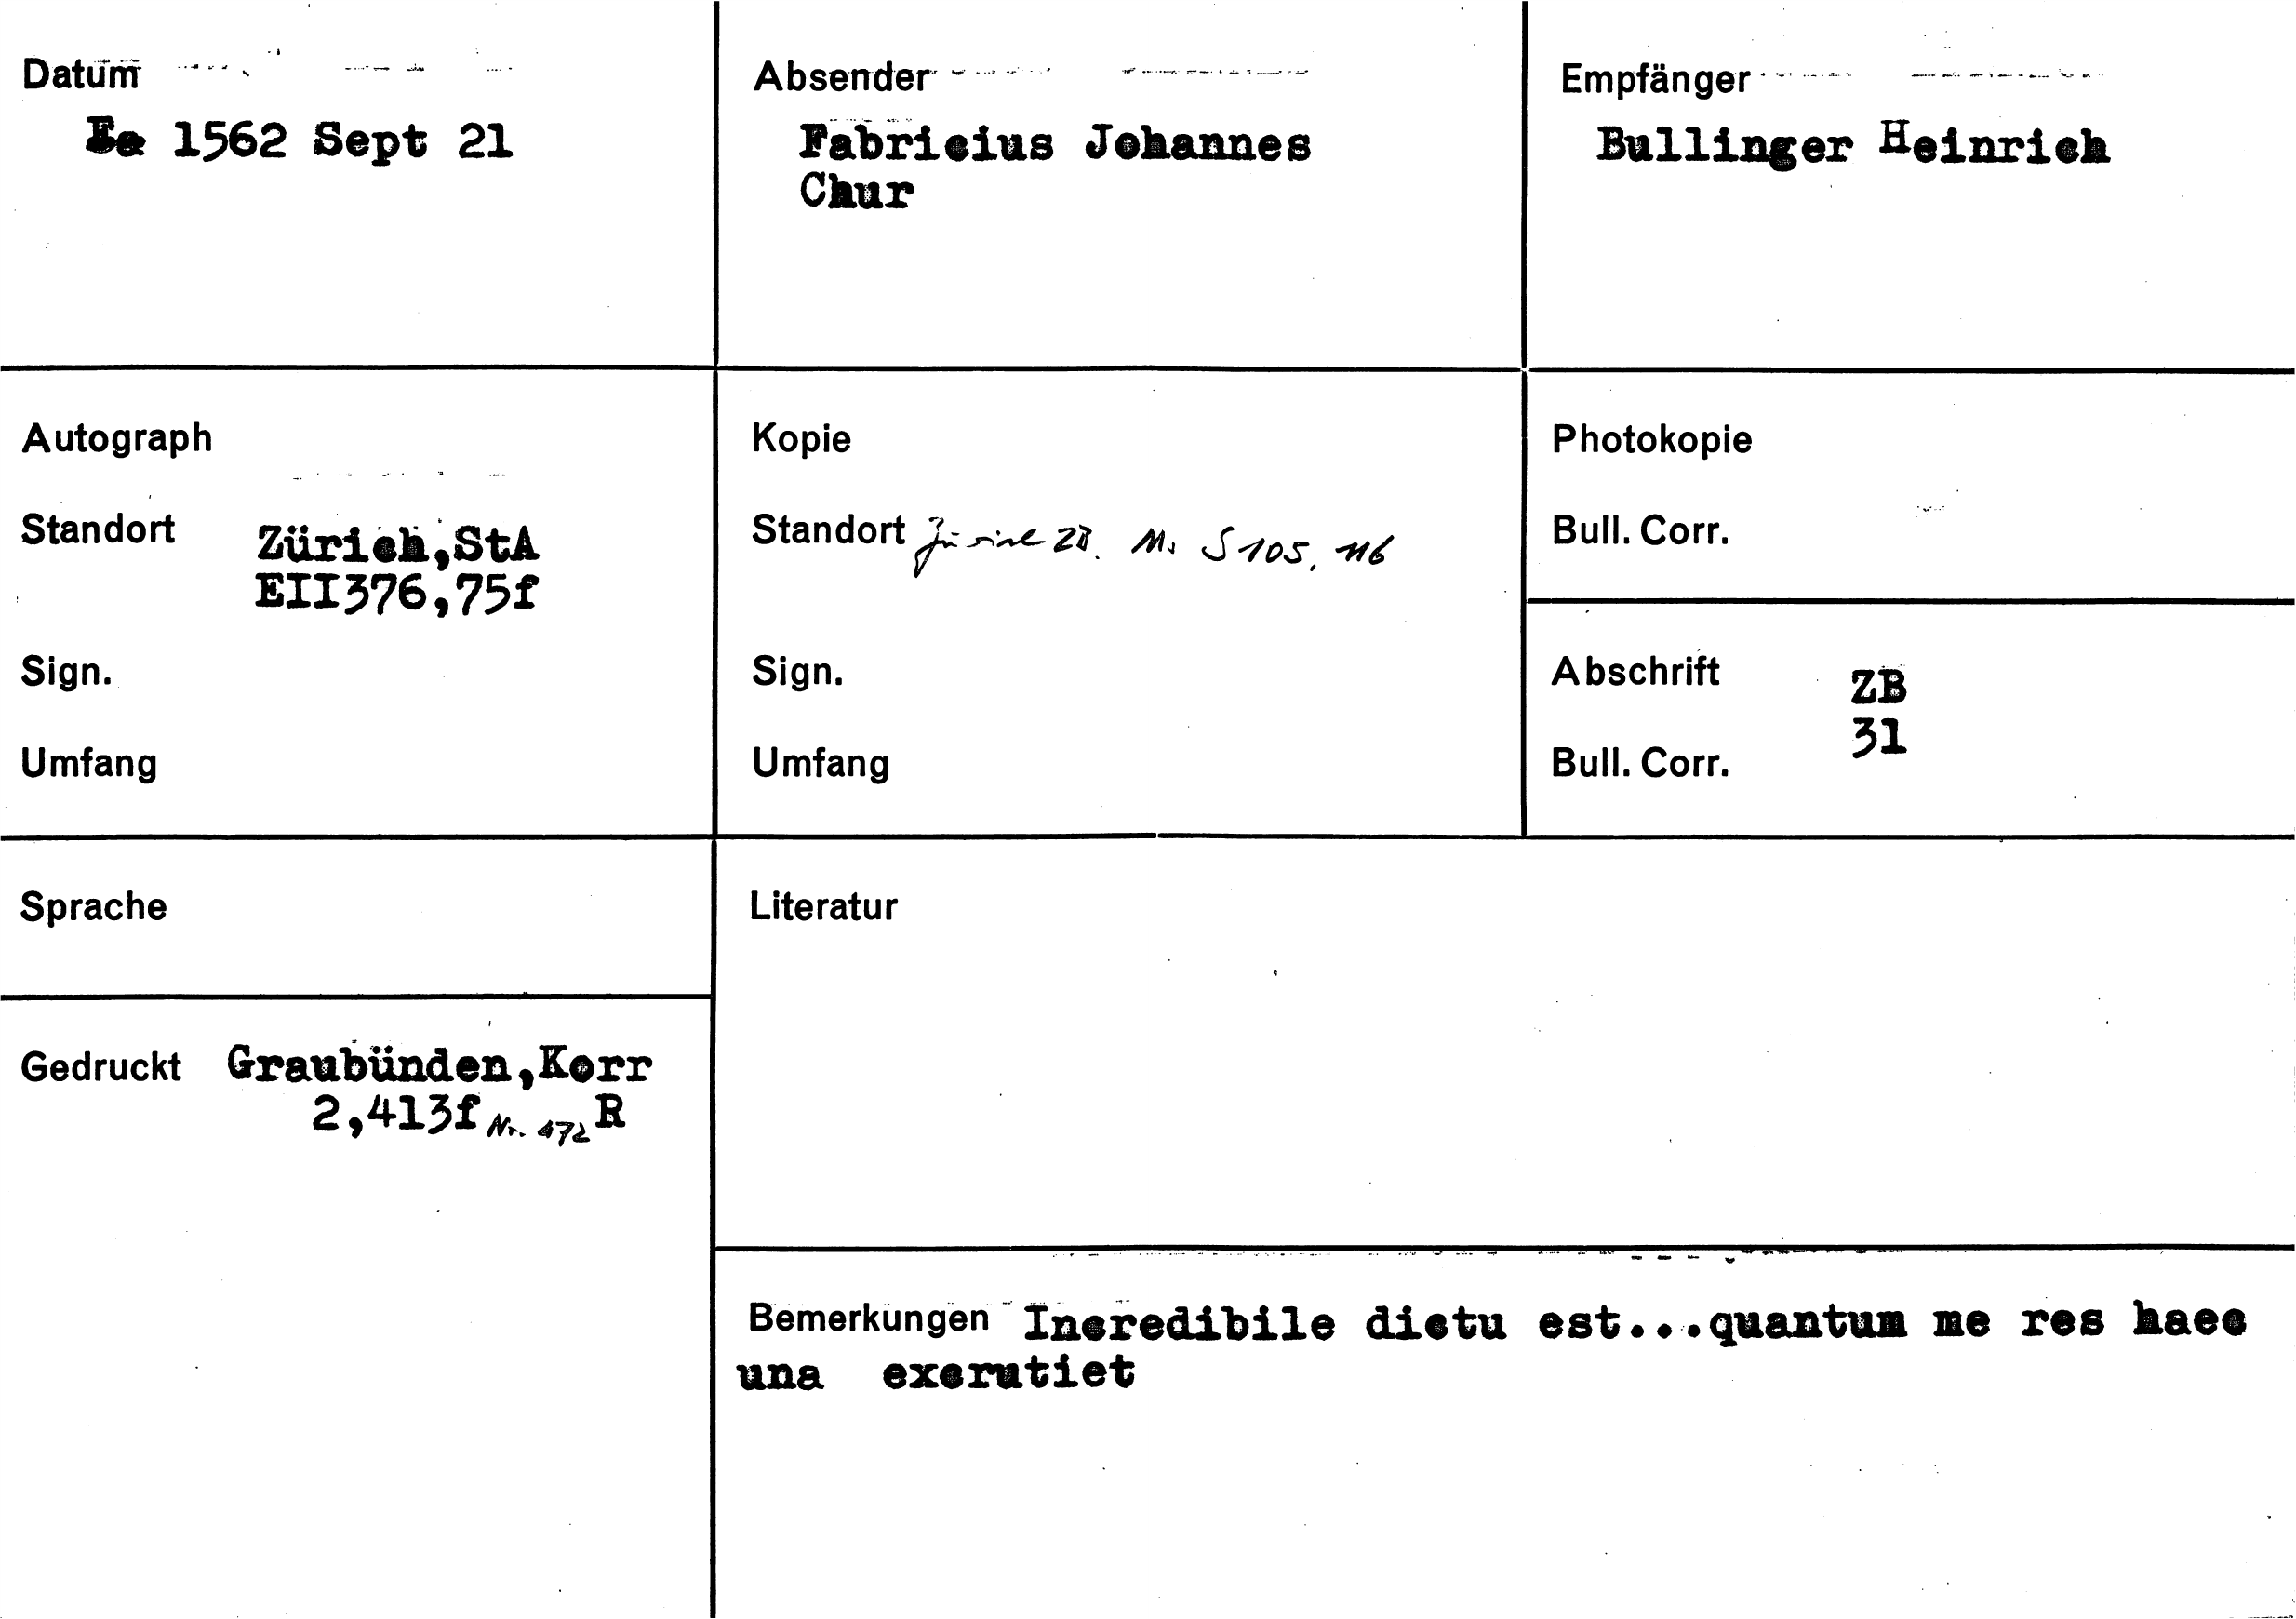 Datum
1562 Sept 21
Absender
Fabricius Johannes
Chur
Empfänger
Bullinger Heinrich
Autograph
Standort Zürich,StA
EII376,75f
Sign.
Umfang
Kopie
Standort Zürich ZB. Ms S 105, 116
Sign.
Umfang
Photokopie
Bull. Corr.
Abschrift ZB
31
Bull. Corr.
Sprache
Literatur
Gedruckt Graubünden,Korr
2,413f Nr. 472 R
Bemerkungen Incredibile dictu est...quantum me res haec
una excrutiet